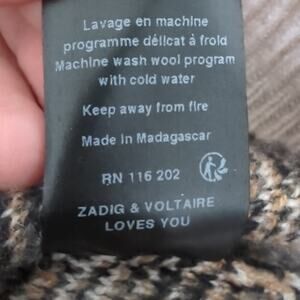 Lavage en machine
programme délicat à froid
Machine wash wool program
with cold water
Keep away from fire
Made in Madagascar
RN 116 202
ZADIG & VOLTAIRE
LOVES YOU